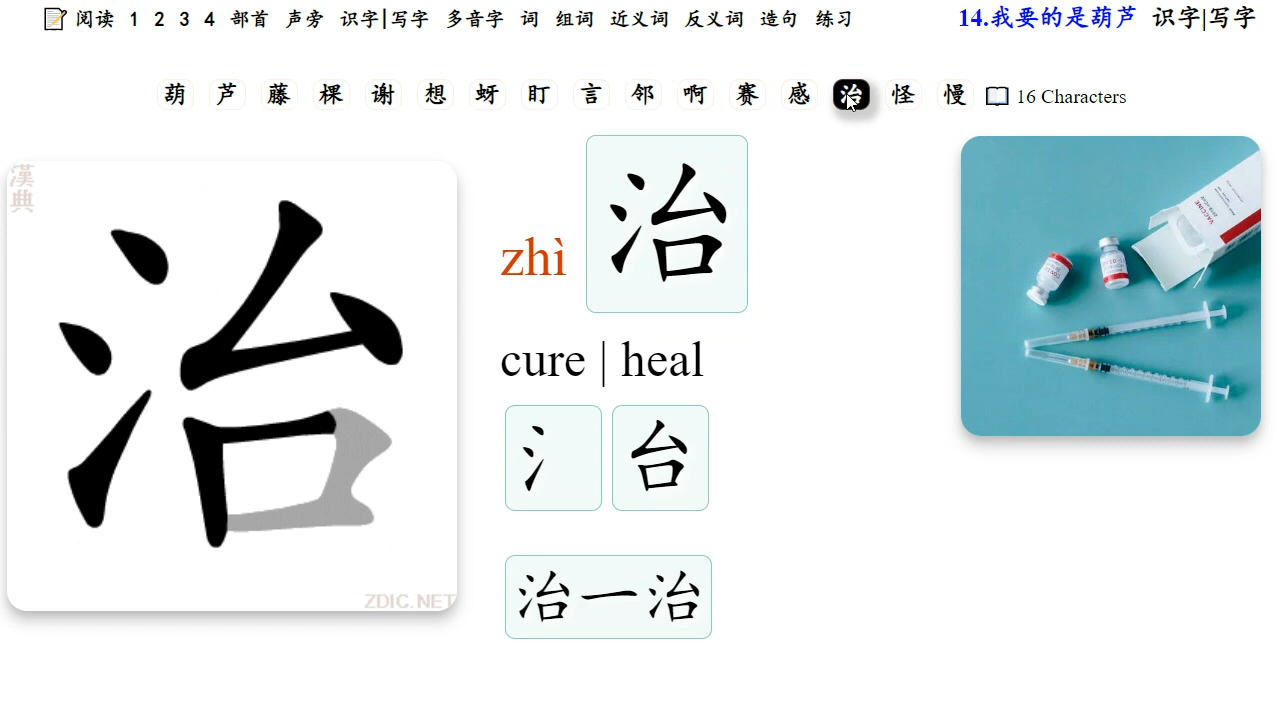 📝 阅读 1 2 3 4 部首 声旁 识字|写字 多音字 词 组词 近义词 反义词 造句 练习
14.我要的是葫芦 识字|写字
葫 芦 藤 棵 谢 想 蚜 盯 言 邻 啊 赛 感 治 怪 慢 📖 16 Characters
漢典
zhì 治
cure | heal
氵 台
治一治
ZDIC.NET
VACCINE